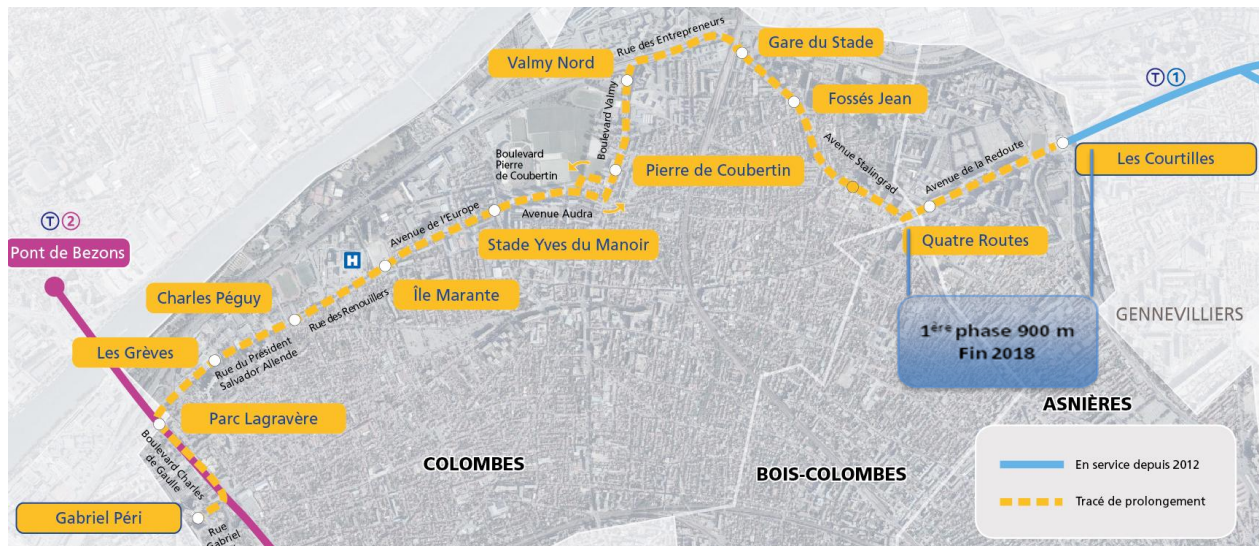 Rue des Entrepreneurs
Gare du Stade
Valmy Nord
T 1
Fossés Jean
Boulevard Valmy
Boulevard
Pierre
de Coubertin
Pierre de Coubertin
Avenue Stalingrad
Avenue de la Redoute
Les Courtilles
T 2
Pont de Bezons
Avenue de l'Europe
Avenue Audra
Stade Yves du Manoir
Quatre Routes
H
Charles Péguy
Rue des Renouillers
Île Marante
1ère phase 900 m
Fin 2018
GENNEVILLIERS
Les Grèves
Rue du Président
Salvador Allende
Parc Lagravère
ASNIÈRES
Boulevard Charles
de Gaulle
COLOMBES
BOIS-COLOMBES
En service depuis 2012
Tracé de prolongement
Gabriel Péri
Rue
Gabriel